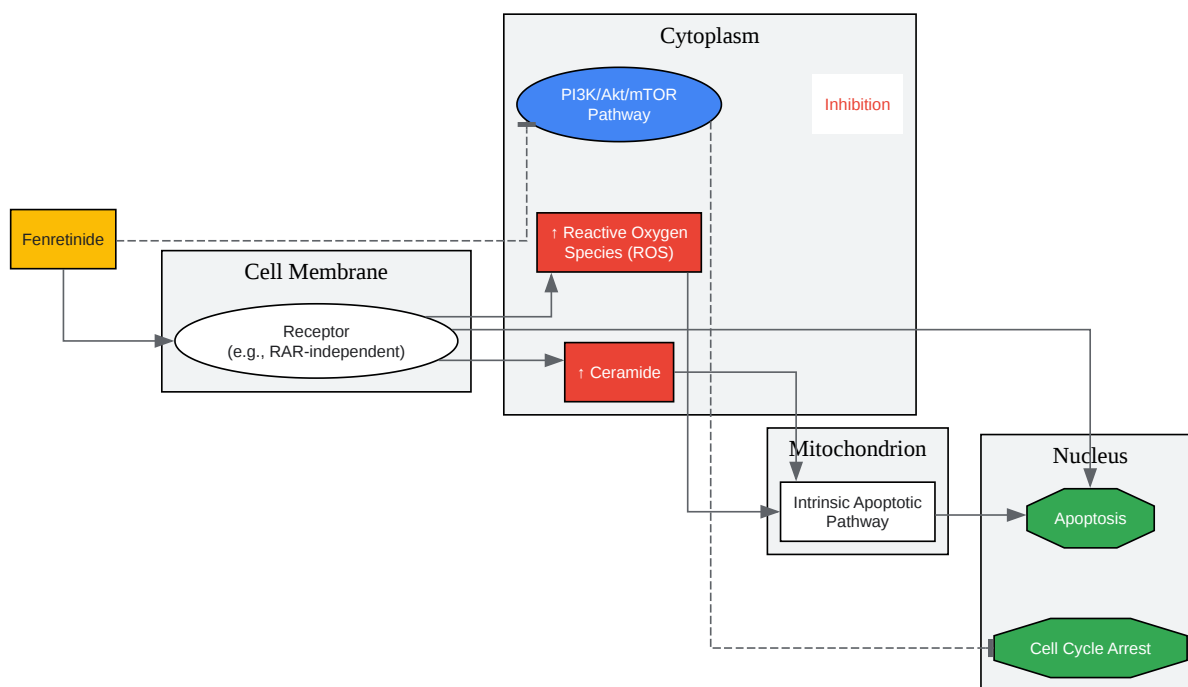 Cytoplasm
PI3K/Akt/mTOR
Pathway
Inhibition
Fenretinide
↑ Reactive Oxygen
Species (ROS)
Cell Membrane
Receptor
(e.g., RAR-independent)
↑ Ceramide
Mitochondrion
Nucleus
Intrinsic Apoptotic
Pathway
Apoptosis
Cell Cycle Arrest